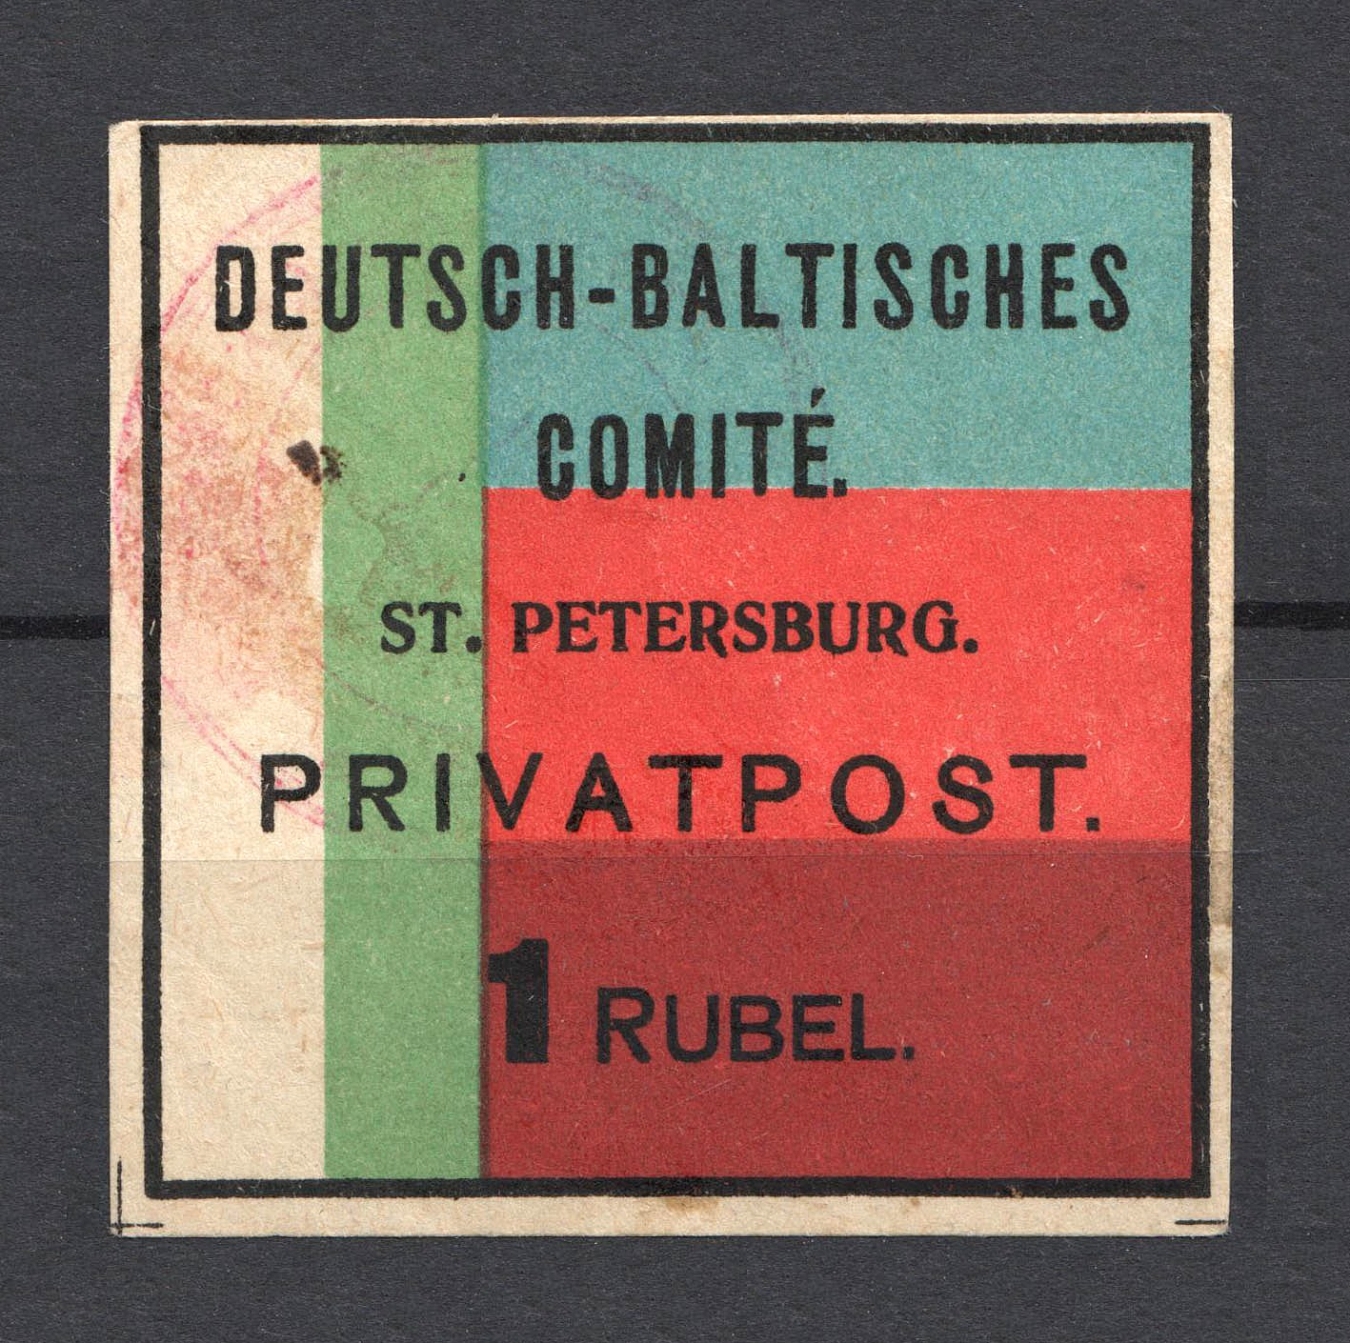 DEUTSCH-BALTISCHES
COMITÉ.
ST. PETERSBURG.
PRIVATPOST.
1 RUBEL.